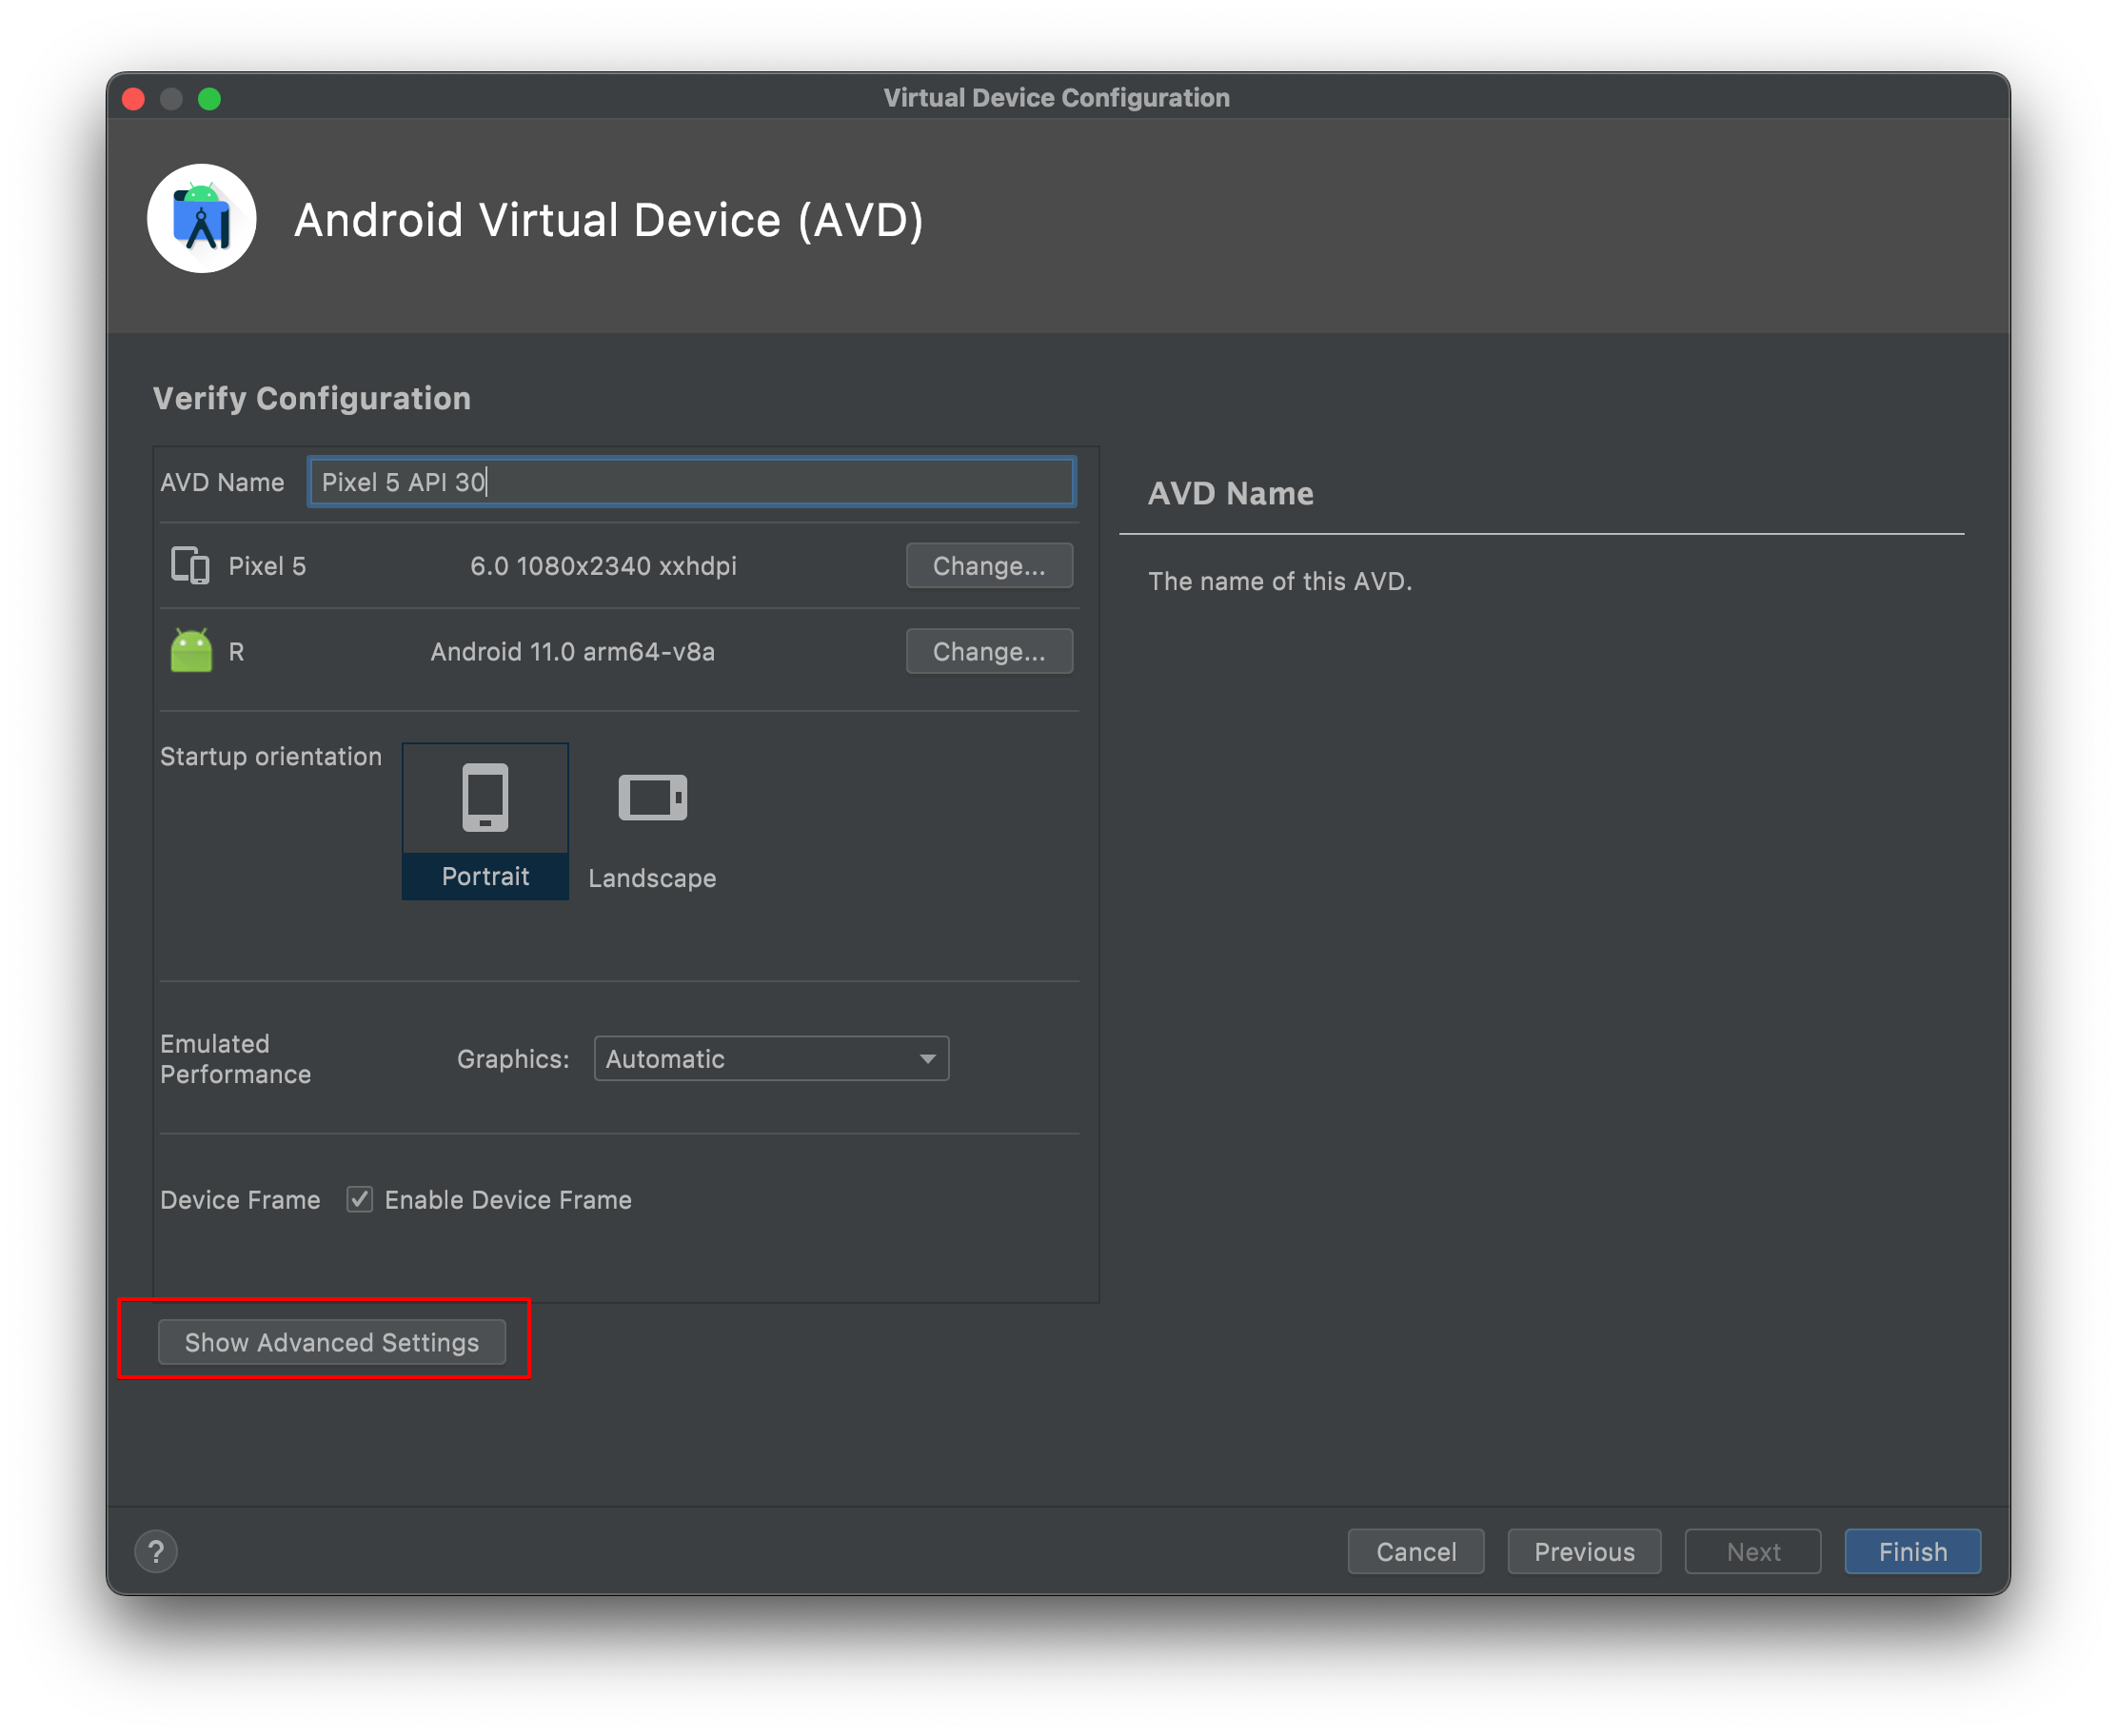 Virtual Device Configuration
Android Virtual Device (AVD)
Verify Configuration
AVD Name Pixel 5 API 30
Pixel 5 6.0 1080x2340 xxhdpi Change...
R Android 11.0 arm64-v8a Change...
Startup orientation
Portrait Landscape
Emulated
Performance
Graphics: Automatic
Device Frame Enable Device Frame
Show Advanced Settings
AVD Name
The name of this AVD.
? Cancel Previous Next Finish